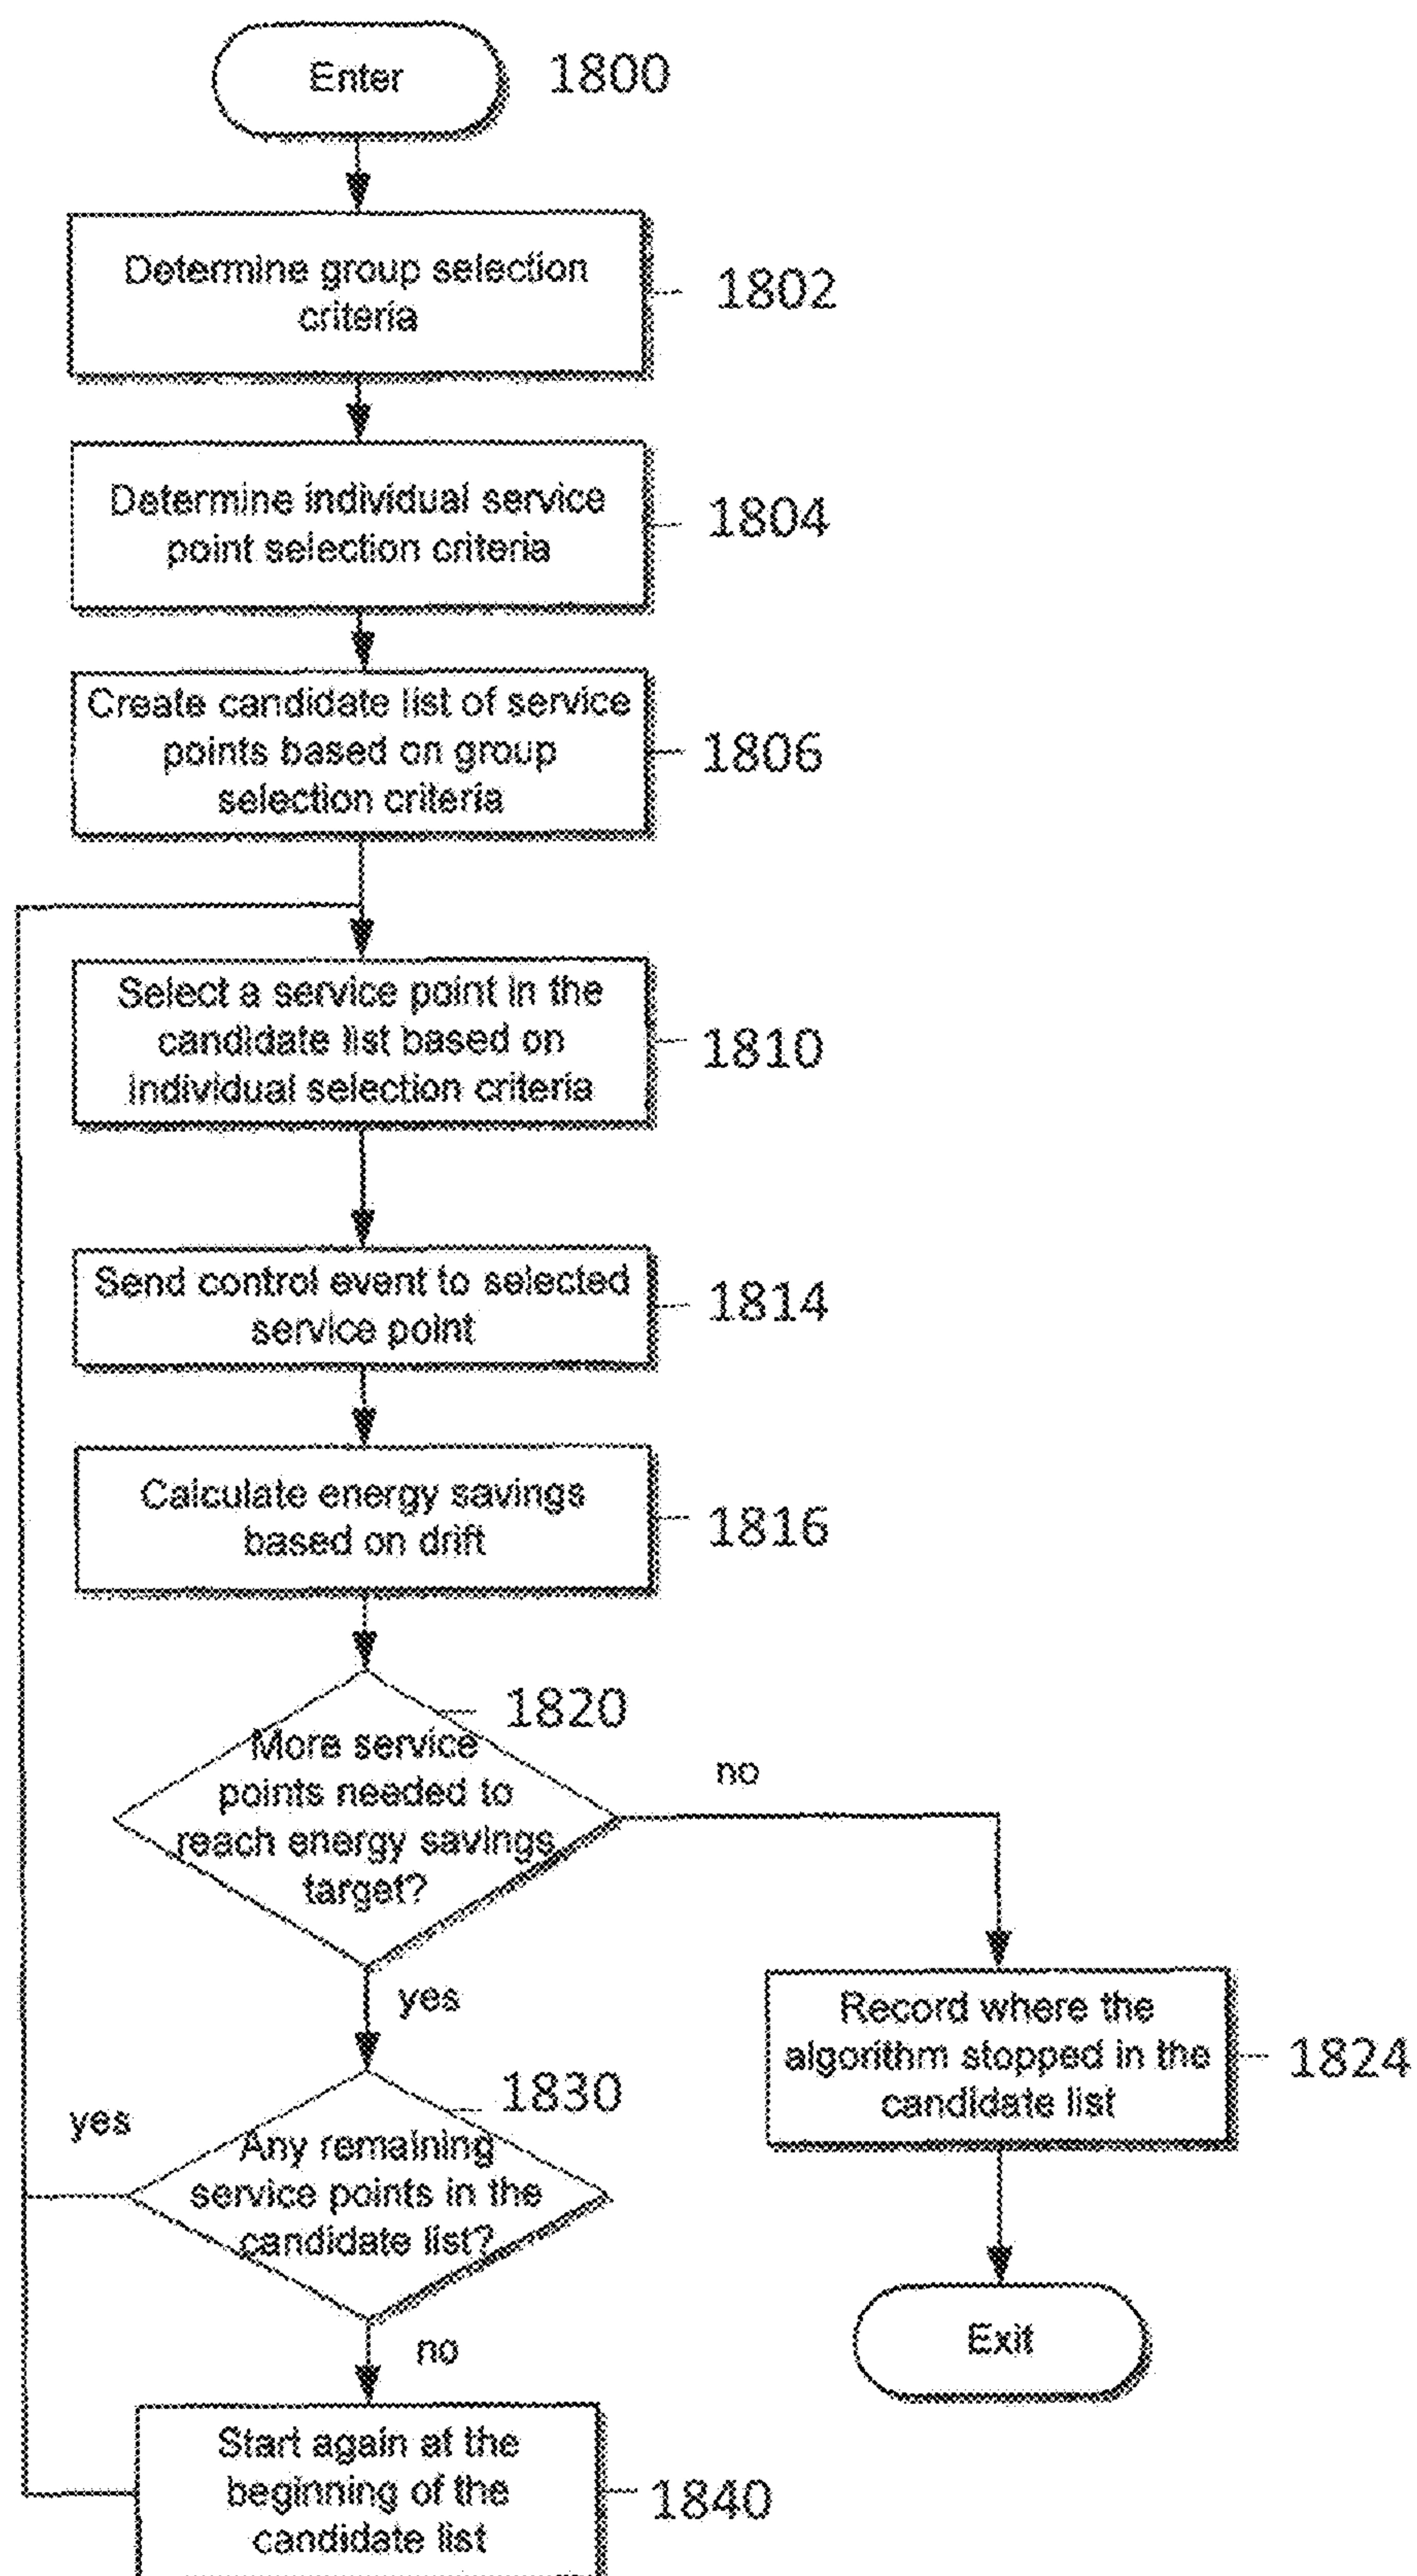 Enter
1800
Determine group selection
criteria
1802
Determine individual service
point selection criteria
1804
Create candidate list of service
points based on group
selection criteria
1806
Select a service point in the
candidate list based on
individual selection criteria
1810
Send control event to selected
service point
1814
Calculate energy savings
based on drift
1816
1820
More service
points needed to
reach energy savings
target?
no
yes
Record where the
algorithm stopped in the
candidate list
1824
1830
yes
Any remaining
service points in the
candidate list?
no
Exit
Start again at the
beginning of the
candidate list
1840